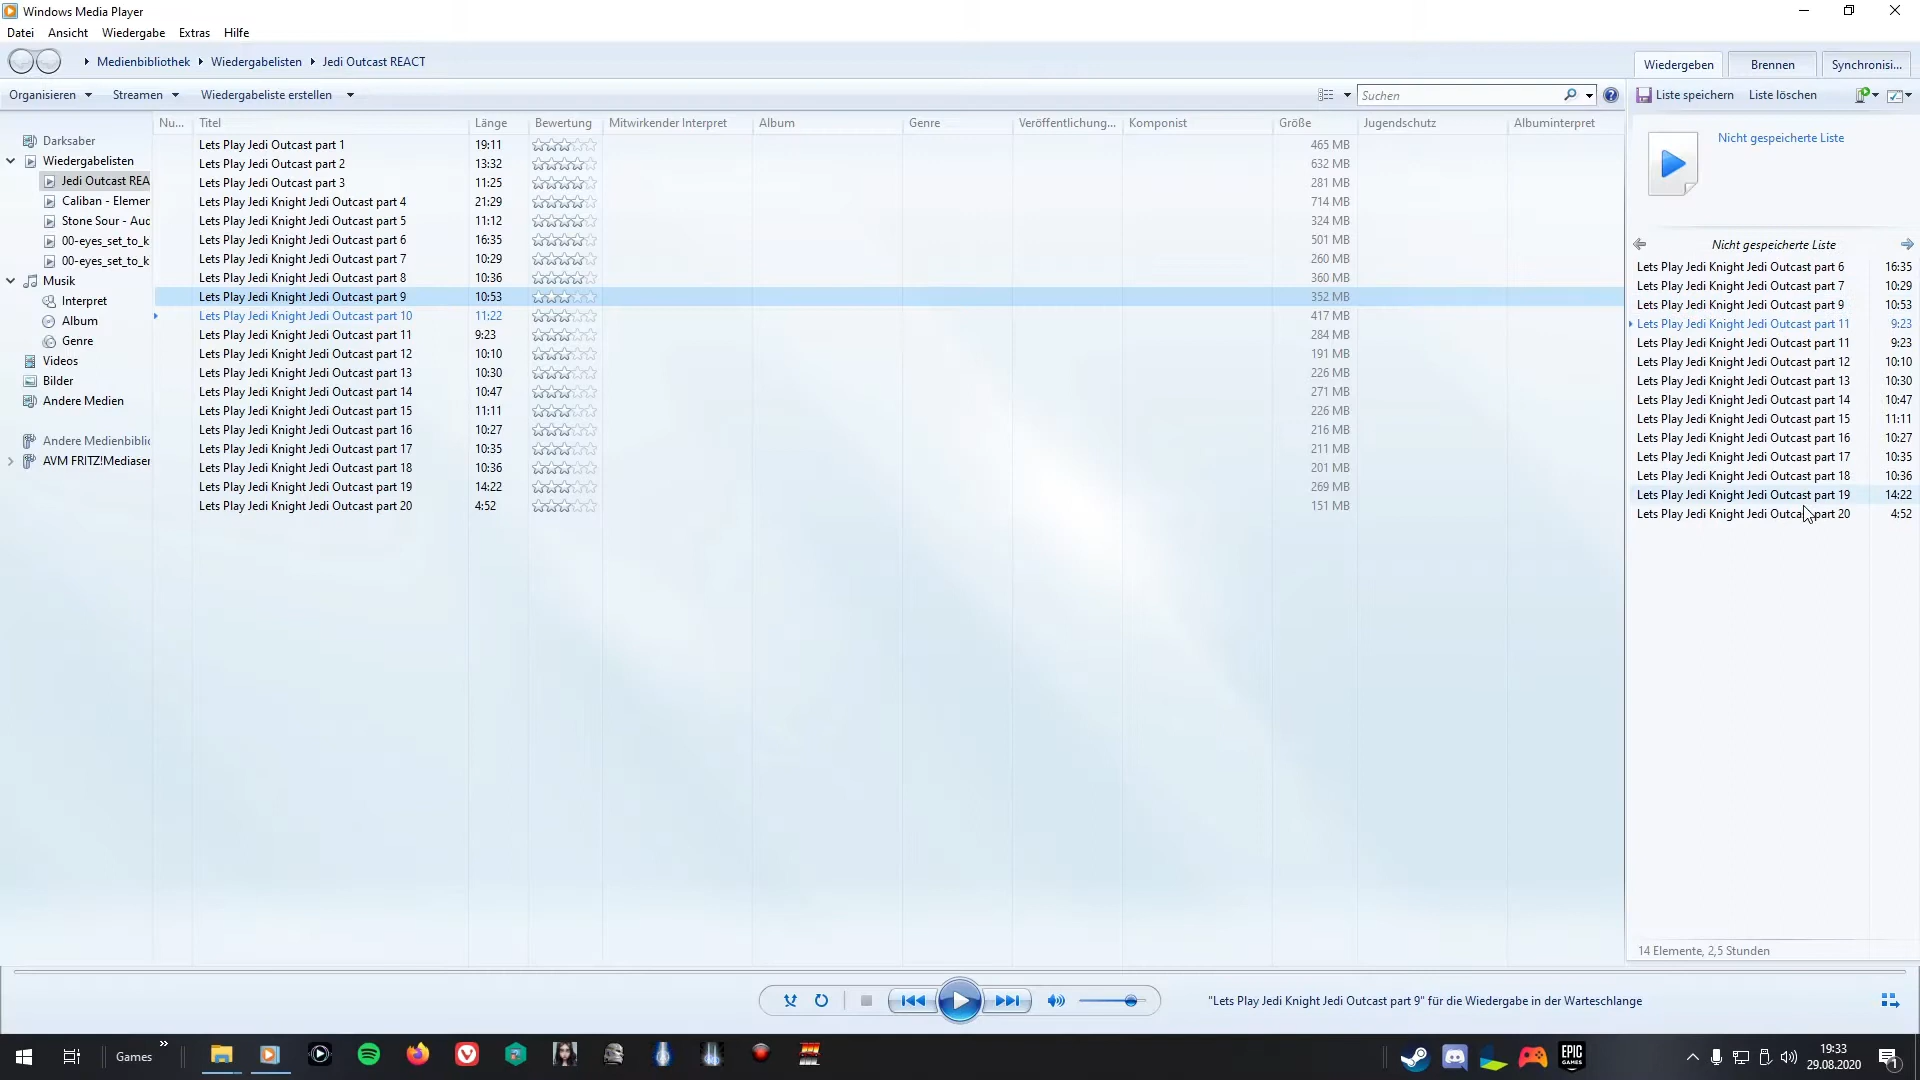 Windows Media Player
Datei Ansicht Wiedergabe Extras Hilfe
Medienbibliothek Wiedergabelisten Jedi Outcast REACT
Wiedergeben Brennen Synchronisi...
Organisieren Streamen Wiedergabeliste erstellen
Suchen
Liste speichern Liste löschen
Darksaber
Wiedergabelisten
Jedi Outcast REA
Caliban - Elemen
Stone Sour - Aud
00-eyes_set_to_k
00-eyes_set_to_k
Musik
Interpret
Album
Genre
Videos
Bilder
Andere Medien
Andere Medienbiblio
AVM FRITZ!Mediaser
Nu... Titel Länge Bewertung Mitwirkender Interpret Album Genre Veröffentlichung... Komponist Größe Jugendschutz Albuminterpret
Lets Play Jedi Outcast part 1 19:11 465 MB
Lets Play Jedi Outcast part 2 13:32 632 MB
Lets Play Jedi Outcast part 3 11:25 281 MB
Lets Play Jedi Knight Jedi Outcast part 4 21:29 714 MB
Lets Play Jedi Knight Jedi Outcast part 5 11:12 324 MB
Lets Play Jedi Knight Jedi Outcast part 6 16:35 501 MB
Lets Play Jedi Knight Jedi Outcast part 7 10:29 260 MB
Lets Play Jedi Knight Jedi Outcast part 8 10:36 360 MB
Lets Play Jedi Knight Jedi Outcast part 9 10:53 352 MB
Lets Play Jedi Knight Jedi Outcast part 10 11:22 417 MB
Lets Play Jedi Knight Jedi Outcast part 11 9:23 284 MB
Lets Play Jedi Knight Jedi Outcast part 12 10:10 191 MB
Lets Play Jedi Knight Jedi Outcast part 13 10:30 226 MB
Lets Play Jedi Knight Jedi Outcast part 14 10:47 271 MB
Lets Play Jedi Knight Jedi Outcast part 15 11:11 226 MB
Lets Play Jedi Knight Jedi Outcast part 16 10:27 216 MB
Lets Play Jedi Knight Jedi Outcast part 17 10:35 211 MB
Lets Play Jedi Knight Jedi Outcast part 18 10:36 201 MB
Lets Play Jedi Knight Jedi Outcast part 19 14:22 269 MB
Lets Play Jedi Knight Jedi Outcast part 20 4:52 151 MB
Nicht gespeicherte Liste
Nicht gespeicherte Liste
Lets Play Jedi Knight Jedi Outcast part 6 16:35
Lets Play Jedi Knight Jedi Outcast part 7 10:29
Lets Play Jedi Knight Jedi Outcast part 9 10:53
Lets Play Jedi Knight Jedi Outcast part 11 9:23
Lets Play Jedi Knight Jedi Outcast part 11 9:23
Lets Play Jedi Knight Jedi Outcast part 12 10:10
Lets Play Jedi Knight Jedi Outcast part 13 10:30
Lets Play Jedi Knight Jedi Outcast part 14 10:47
Lets Play Jedi Knight Jedi Outcast part 15 11:11
Lets Play Jedi Knight Jedi Outcast part 16 10:27
Lets Play Jedi Knight Jedi Outcast part 17 10:35
Lets Play Jedi Knight Jedi Outcast part 18 10:36
Lets Play Jedi Knight Jedi Outcast part 19 14:22
Lets Play Jedi Knight Jedi Outcast part 20 4:52
14 Elemente, 2,5 Stunden
"Lets Play Jedi Knight Jedi Outcast part 9" für die Wiedergabe in der Warteschlange
Games
EPIC GAMES
19:33
29.08.2020
1